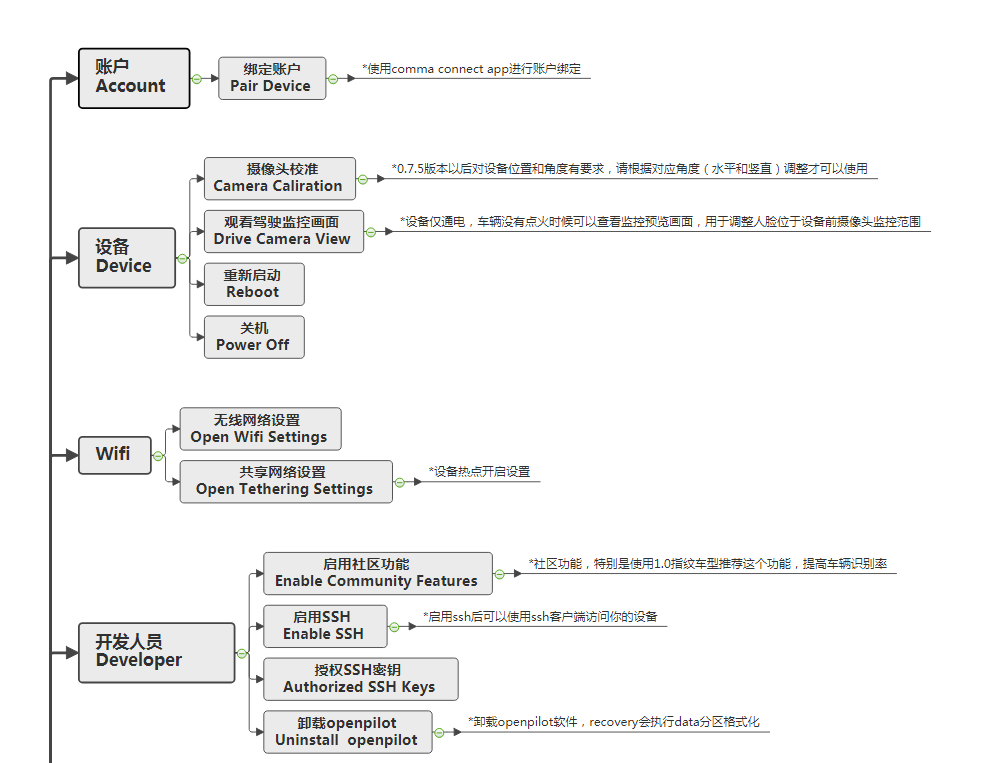 账户
Account
绑定账户
Pair Device
*使用comma connect app进行账户绑定
设备
Device
摄像头校准
Camera Caliration
*0.7.5版本以后对设备位置和角度有要求，请根据对应角度（水平和竖直）调整才可以使用
观看驾驶监控画面
Drive Camera View
*设备仅通电，车辆没有点火时候可以查看监控预览画面，用于调整人脸位于设备前摄像头监控范围
重新启动
Reboot
关机
Power Off
Wifi
无线网络设置
Open Wifi Settings
共享网络设置
Open Tethering Settings
*设备热点开启设置
开发人员
Developer
启用社区功能
Enable Community Features
*社区功能，特别是使用1.0指纹车型推荐这个功能，提高车辆识别率
启用SSH
Enable SSH
*启用ssh后可以使用ssh客户端访问你的设备
授权SSH密钥
Authorized SSH Keys
卸载openpilot
Uninstall  openpilot
*卸载openpilot软件，recovery会执行data分区格式化